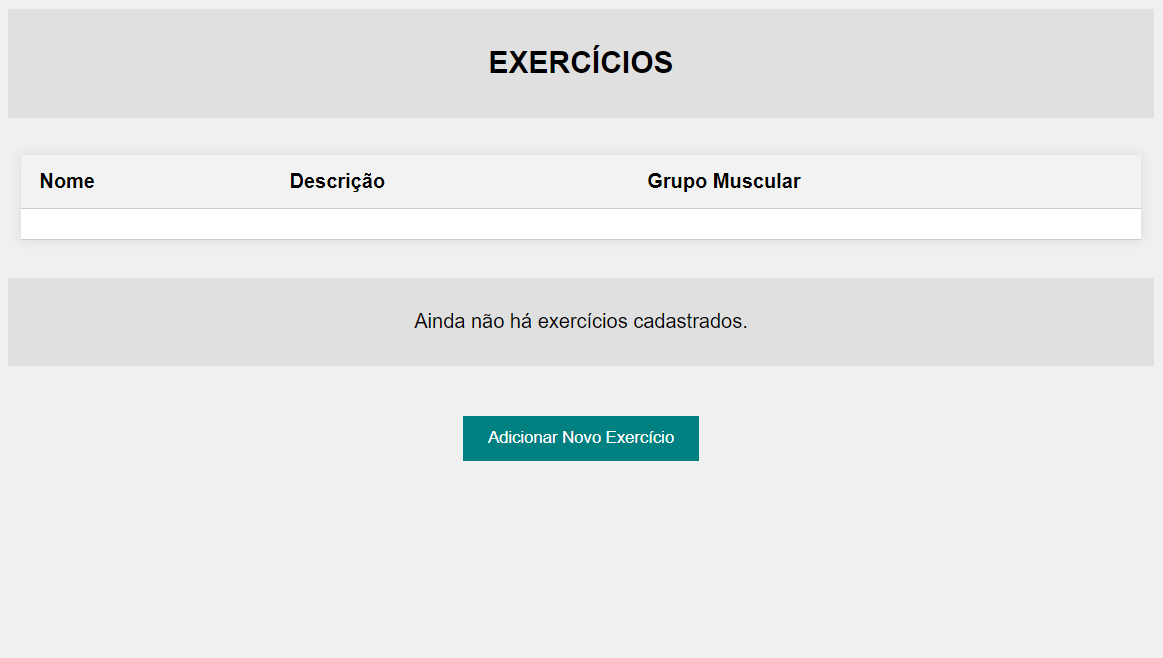 EXERCÍCIOS
Nome Descrição Grupo Muscular
Ainda não há exercícios cadastrados.
Adicionar Novo Exercício